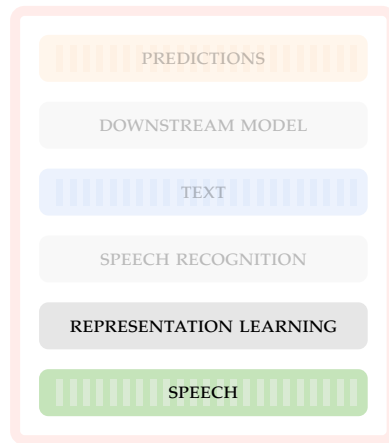 PREDICTIONS
DOWNSTREAM MODEL
TEXT
SPEECH RECOGNITION
REPRESENTATION LEARNING
SPEECH